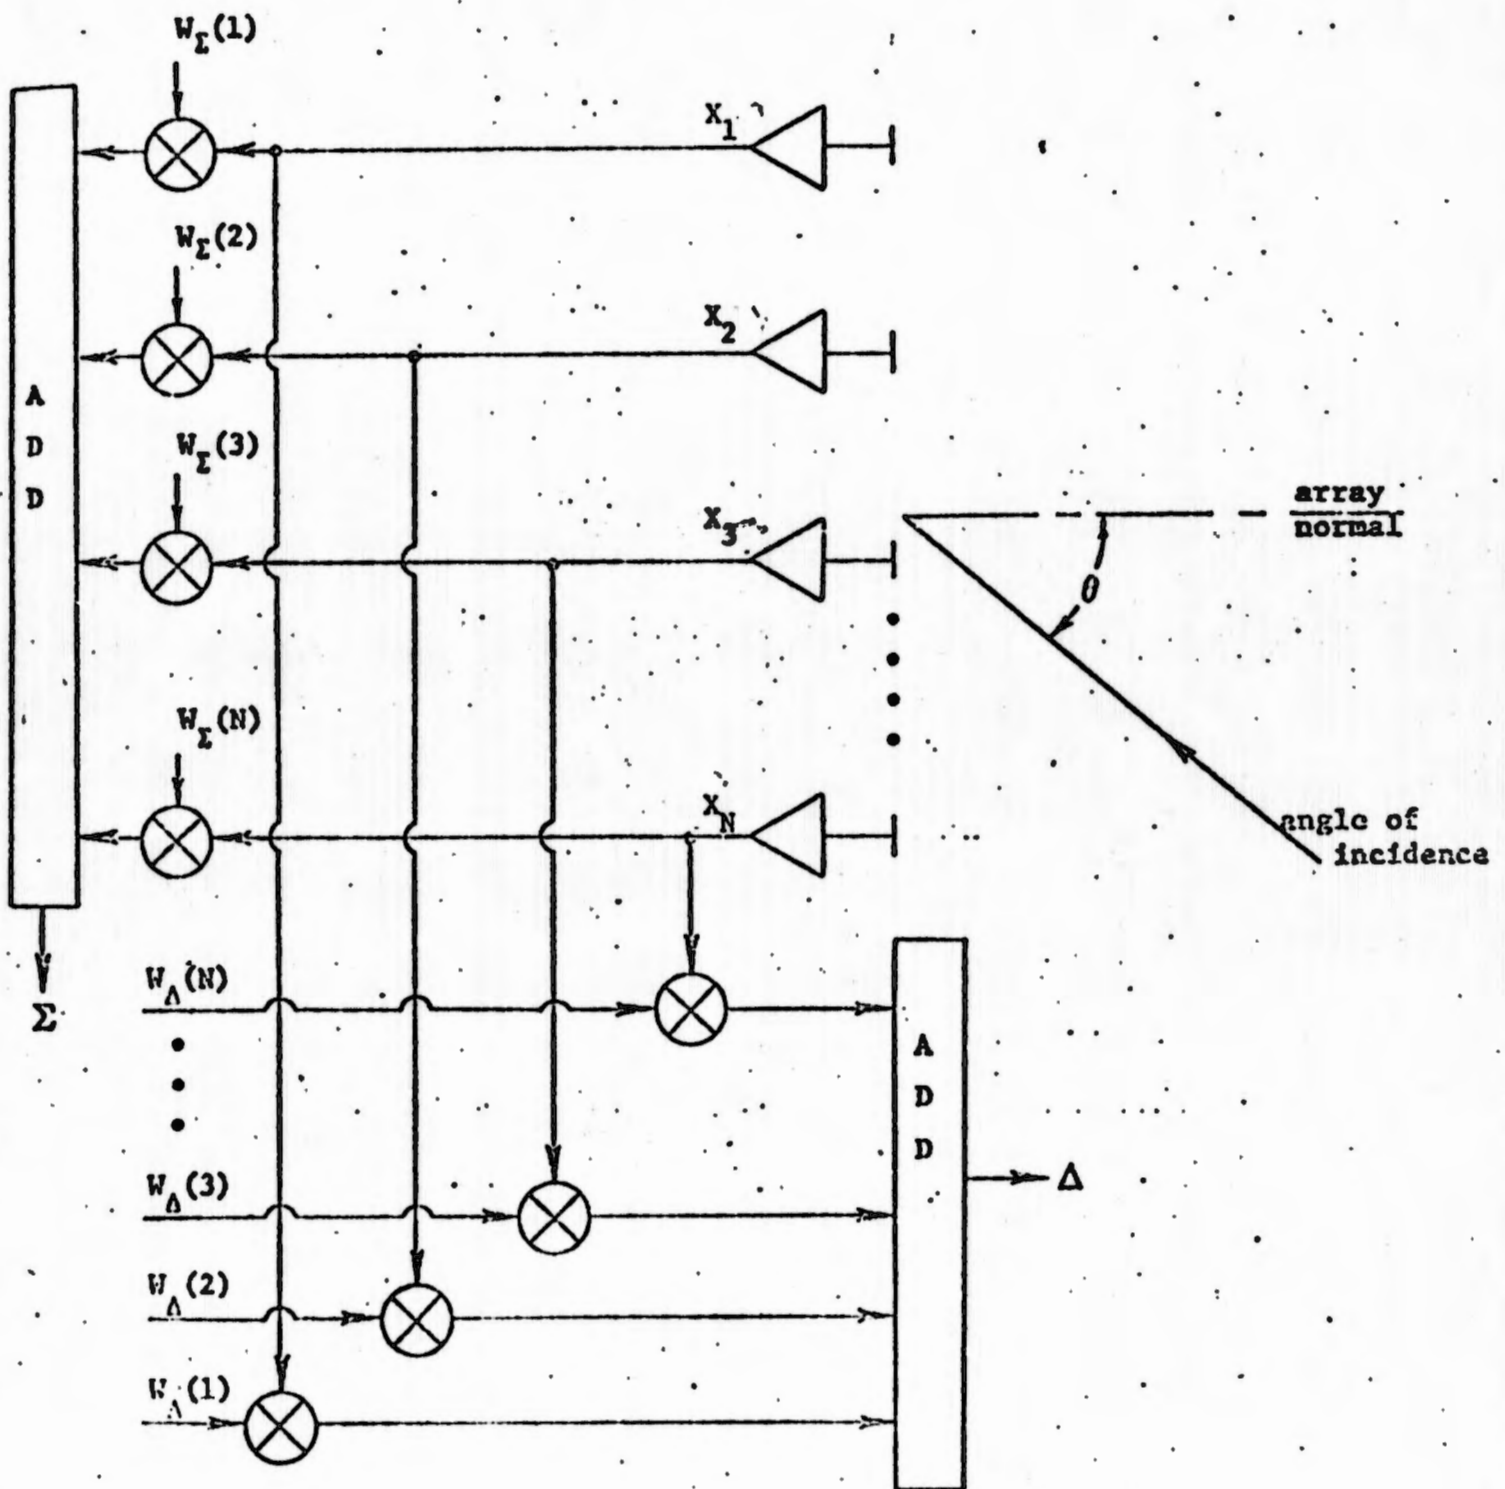 W_Σ(1)
X_1
W_Σ(2)
X_2
A
D
D
W_Σ(3)
X_3
array
normal
θ
W_Σ(N)
X_N
angle of
incidence
Σ
W_Δ(N)
A
D
D
Δ
W_Δ(3)
W_Δ(2)
W_Δ(1)